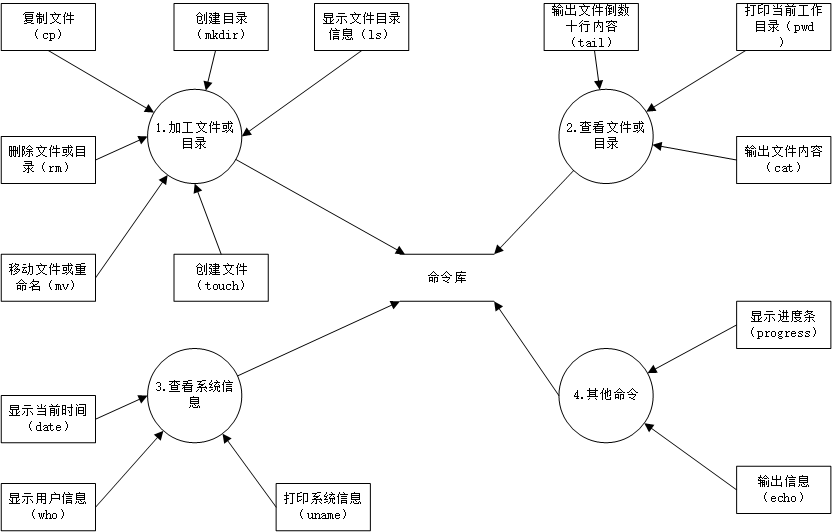 复制文件
（cp）
创建目录
（mkdir）
显示文件目录
信息（ls）
输出文件倒数
十行内容
（tail）
打印当前工作
目录（pwd
）
1.加工文件或
目录
2.查看文件或
目录
删除文件或目
录（rm）
输出文件内容
（cat）
移动文件或重
命名（mv）
创建文件
（touch）
命令库
显示进度条
（progress）
3.查看系统信
息
4.其他命令
显示当前时间
（date）
显示用户信息
（who）
打印系统信息
（uname）
输出信息
（echo）